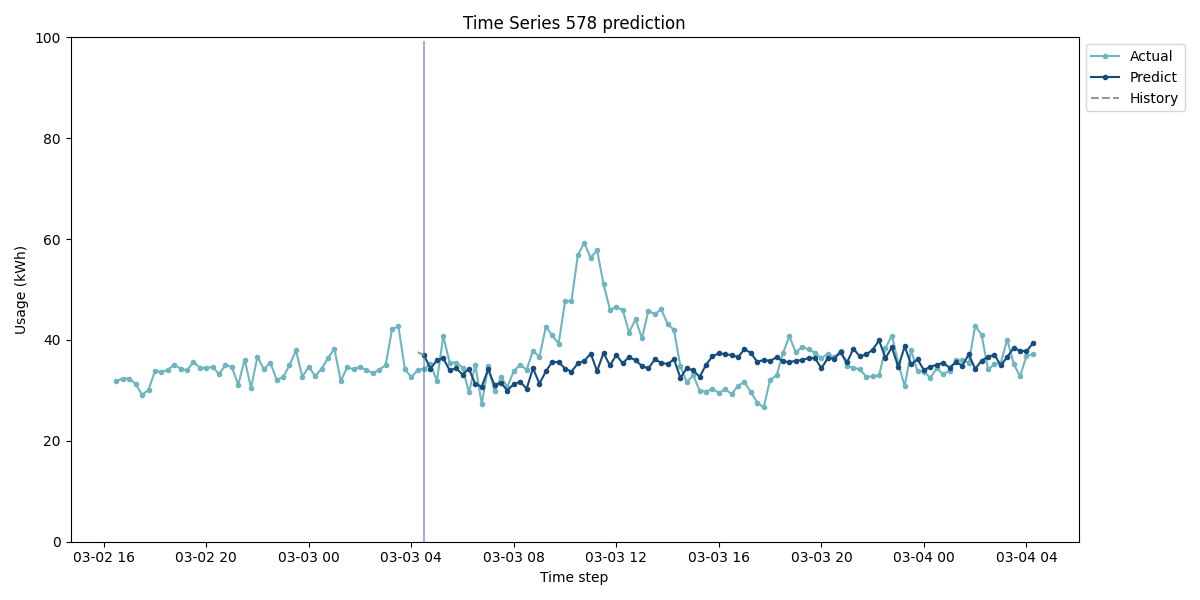 Time Series 578 prediction
Usage (kWh)
100
80
60
40
20
0
03-02 16
03-02 20
03-03 00
03-03 04
03-03 08
03-03 12
03-03 16
03-03 20
03-04 00
03-04 04
Time step
Actual
Predict
History